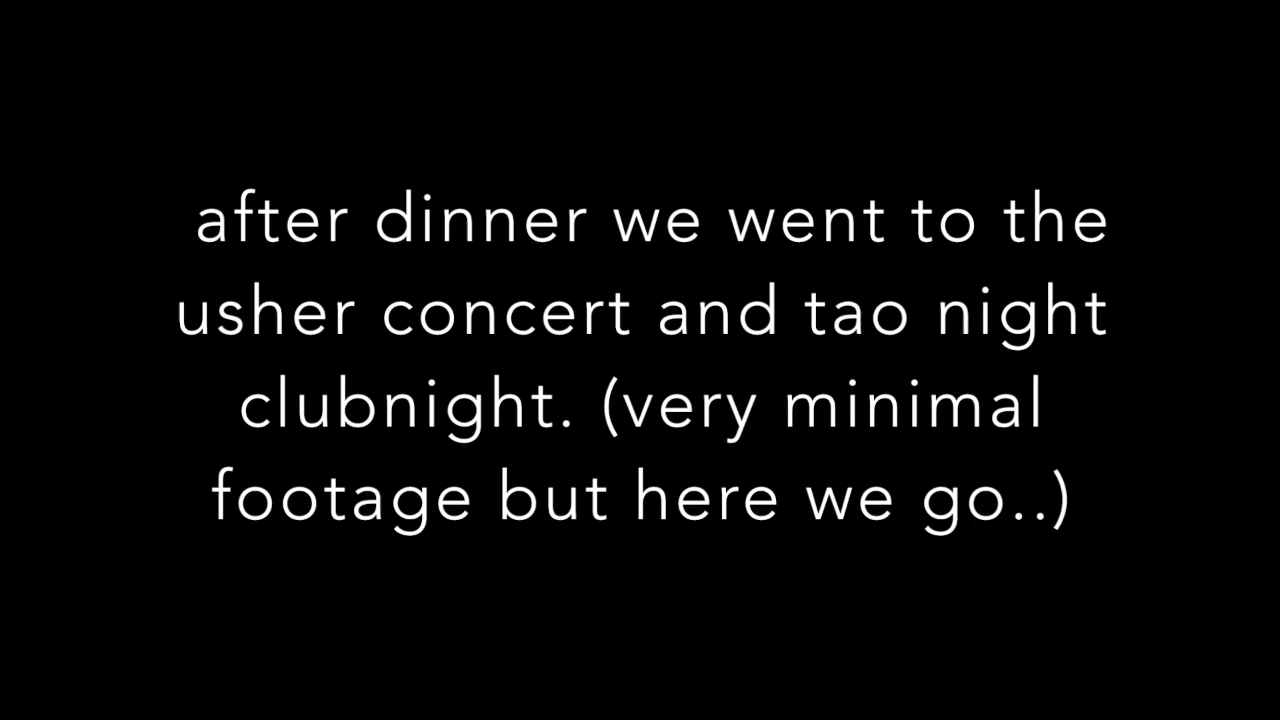 after dinner we went to the
usher concert and tao night
clubnight. (very minimal
footage but here we go..)